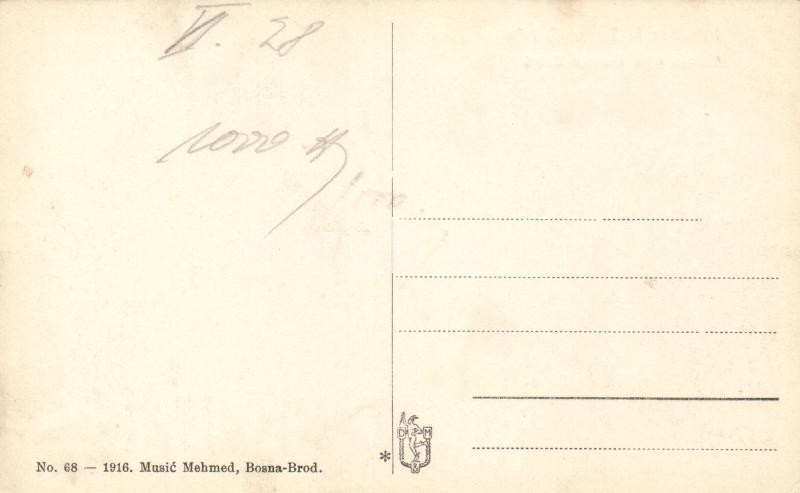 VI. 28
1000 H
No. 68 — 1916. Musić Mehmed, Bosna-Brod.
* D M